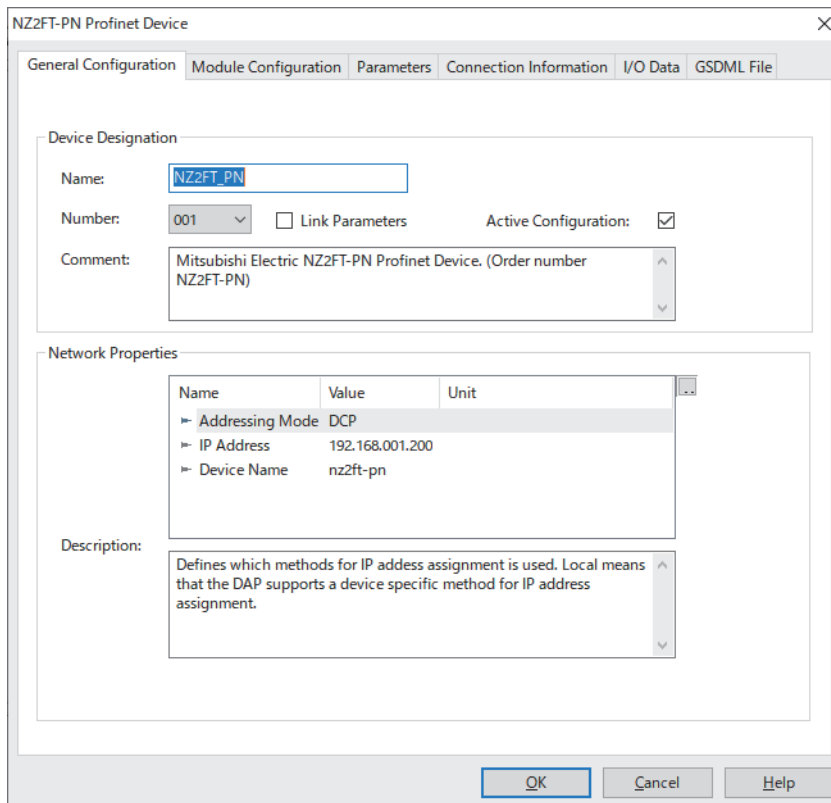 NZ2FT-PN Profinet Device
General Configuration Module Configuration Parameters Connection Information I/O Data GSDML File
Device Designation
Name: NZ2FT_PN
Number: 001 Link Parameters Active Configuration:
Comment: Mitsubishi Electric NZ2FT-PN Profinet Device. (Order number
NZ2FT-PN)
Network Properties
Name Value Unit
Addressing Mode DCP
IP Address 192.168.001.200
Device Name nz2ft-pn
..
Description:
Defines which methods for IP addess assignment is used. Local means
that the DAP supports a device specific method for IP address
assignment.
OK Cancel Help